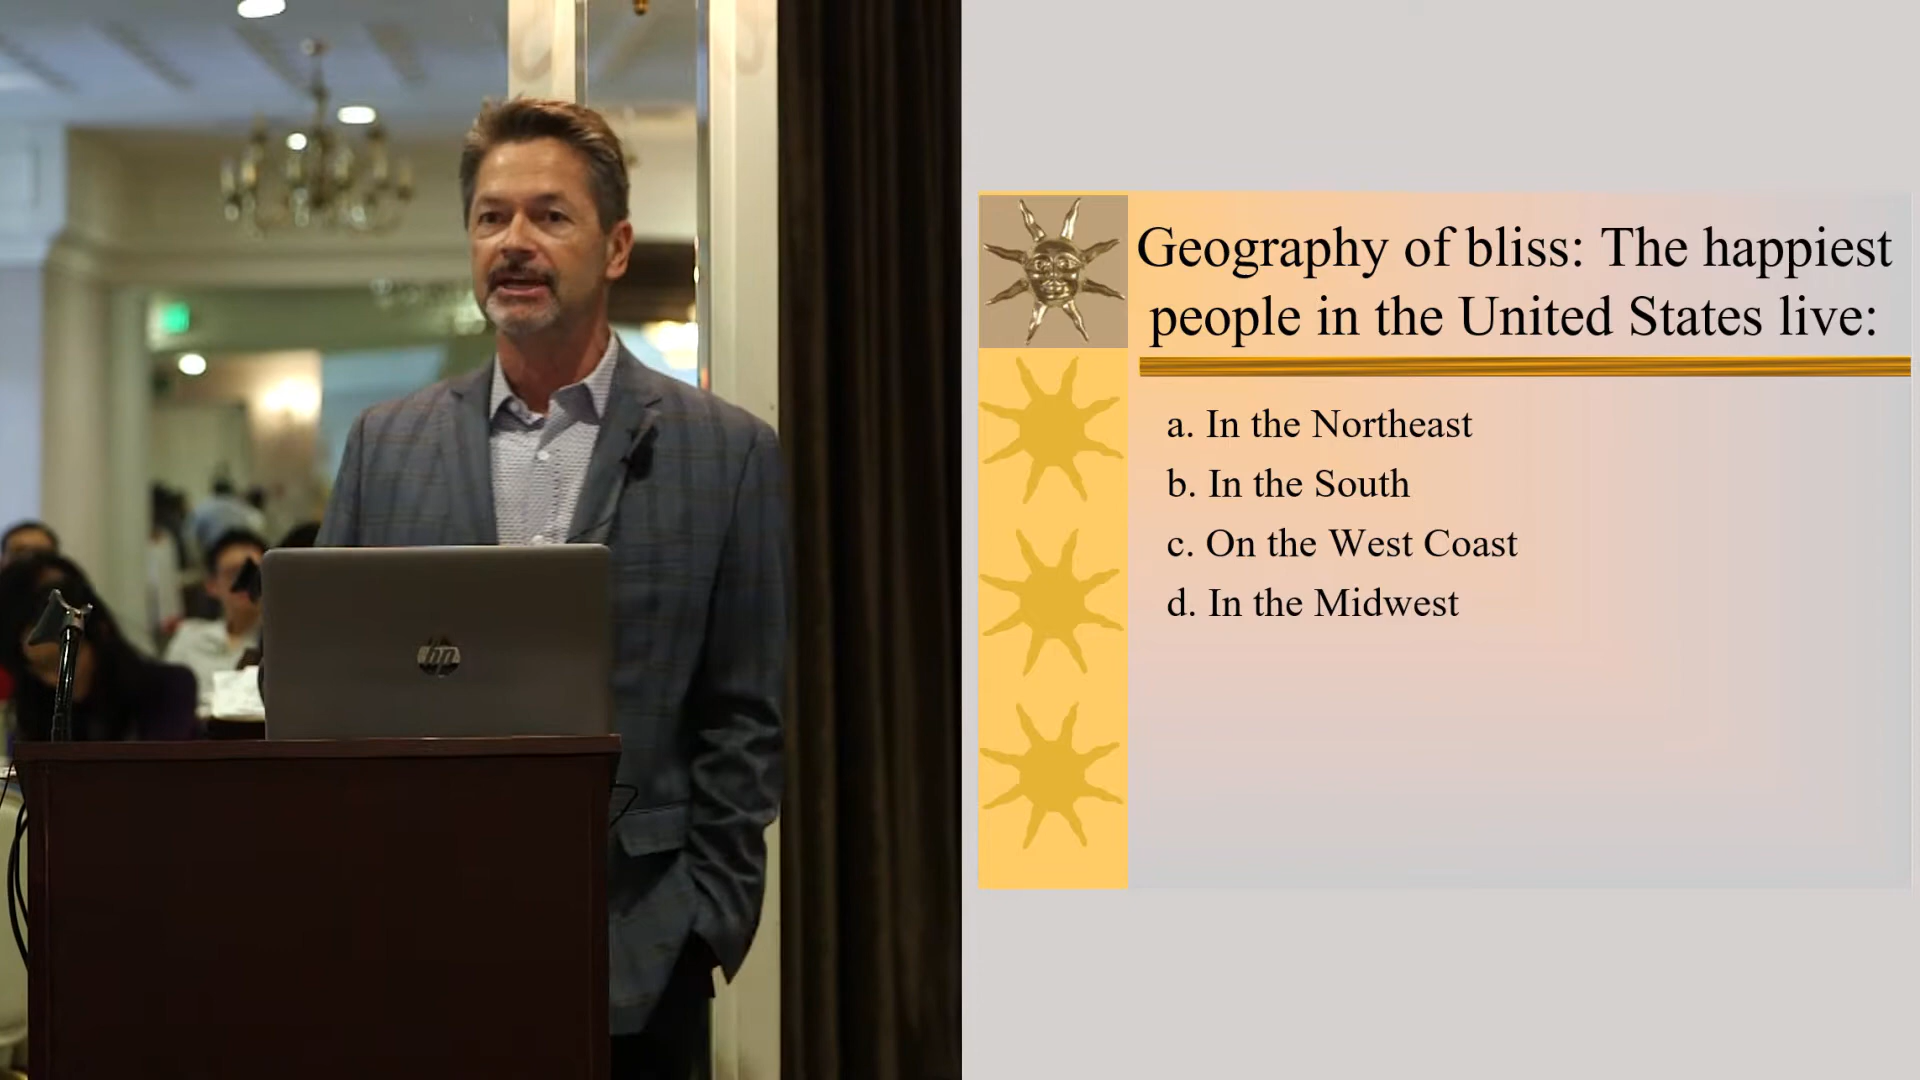 Geography of bliss: The happiest
people in the United States live:
a. In the Northeast
b. In the South
c. On the West Coast
d. In the Midwest
hp